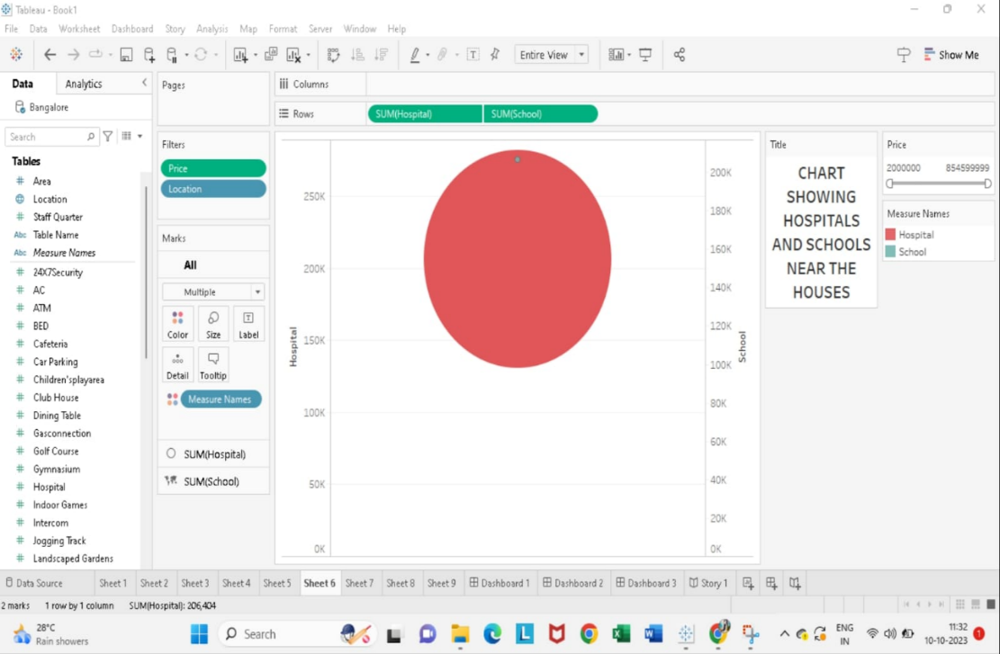 Tableau - Book1
File Data Worksheet Dashboard Story Analysis Map Format Server Window Help
Entire View
Show Me
Data Analytics
Bangalore
Search
Tables
Area
Location
Staff Quarter
Abc Table Name
Abc Measure Names
24X7Security
AC
ATM
BED
Cafeteria
Car Parking
Children'splayarea
Club House
Dining Table
Gasconnection
Golf Course
Gymnasium
Hospital
Indoor Games
Intercom
Jogging Track
Landscaped Gardens
Pages
Filters
Price
Location
Marks
All
Multiple
Color Size Label
Detail Tooltip
Measure Names
SUM(Hospital)
SUM(School)
Columns
Rows SUM(Hospital) SUM(School)
Hospital
250K
200K
150K
100K
50K
0K
200K
180K
160K
140K
120K
100K
80K
60K
40K
20K
0K
School
Title
CHART
SHOWING
HOSPITALS
AND SCHOOLS
NEAR THE
HOUSES
Price
2000000 854599999
Measure Names
Hospital
School
Data Source Sheet 1 Sheet 2 Sheet 3 Sheet 4 Sheet 5 Sheet 6 Sheet 7 Sheet 8 Sheet 9 Dashboard 1 Dashboard 2 Dashboard 3 Story 1
2 marks 1 row by 1 column SUM(Hospital): 206,404
28°C
Rain showers
Search
ENG
IN
11:32
10-10-2023
1